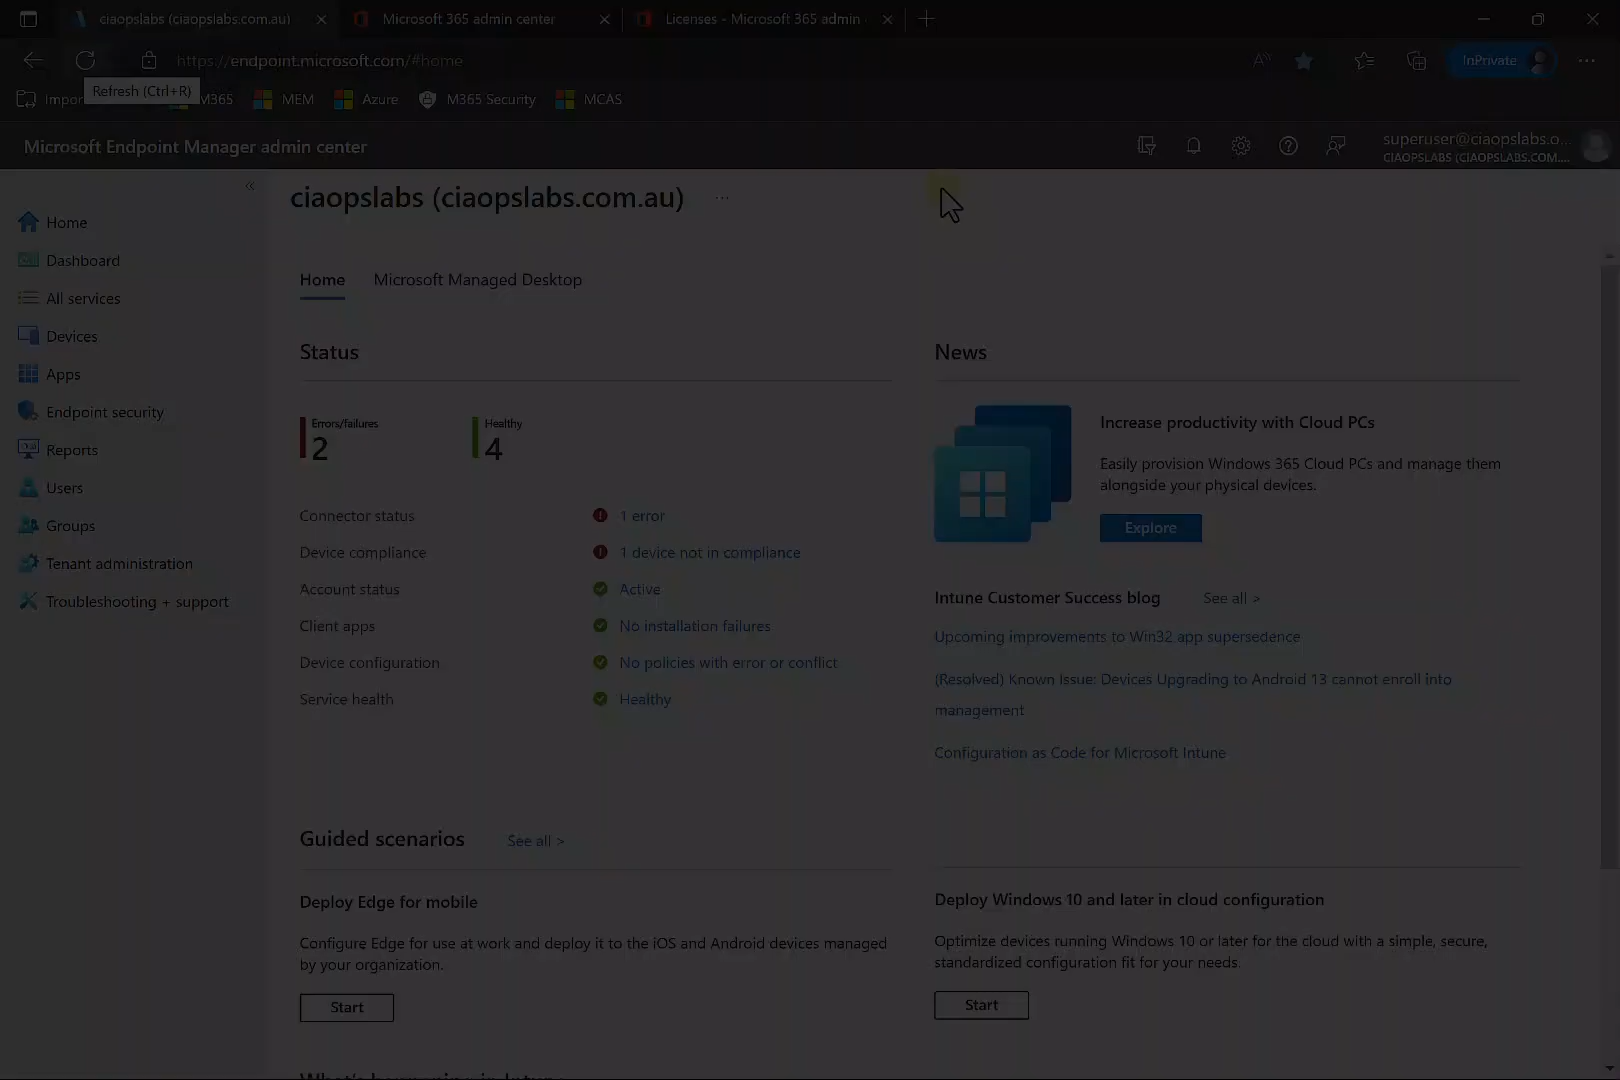 ciaopslabs (ciaopslabs.com.au)
Microsoft 365 admin center
Licenses - Microsoft 365 admin
https://endpoint.microsoft.com/#home
InPrivate
Refresh (Ctrl+R)
M365
MEM
Azure
M365 Security
MCAS
Microsoft Endpoint Manager admin center
superuser@ciaopslabs.o...
CIAOPSLABS (CIAOPSLABS.COM....
ciaopslabs (ciaopslabs.com.au)
...
Home
Dashboard
All services
Devices
Apps
Endpoint security
Reports
Users
Groups
Tenant administration
Troubleshooting + support
Home
Microsoft Managed Desktop
Status
Errors/failures
2
Healthy
4
Connector status
1 error
Device compliance
1 device not in compliance
Account status
Active
Client apps
No installation failures
Device configuration
No policies with error or conflict
Service health
Healthy
News
Increase productivity with Cloud PCs
Easily provision Windows 365 Cloud PCs and manage them
alongside your physical devices.
Explore
Intune Customer Success blog
See all >
Upcoming improvements to Win32 app supersedence
(Resolved) Known Issue: Devices Upgrading to Android 13 cannot enroll into
management
Configuration as Code for Microsoft Intune
Guided scenarios
See all >
Deploy Edge for mobile
Configure Edge for use at work and deploy it to the iOS and Android devices managed
by your organization.
Start
Deploy Windows 10 and later in cloud configuration
Optimize devices running Windows 10 or later for the cloud with a simple, secure,
standardized configuration fit for your needs.
Start